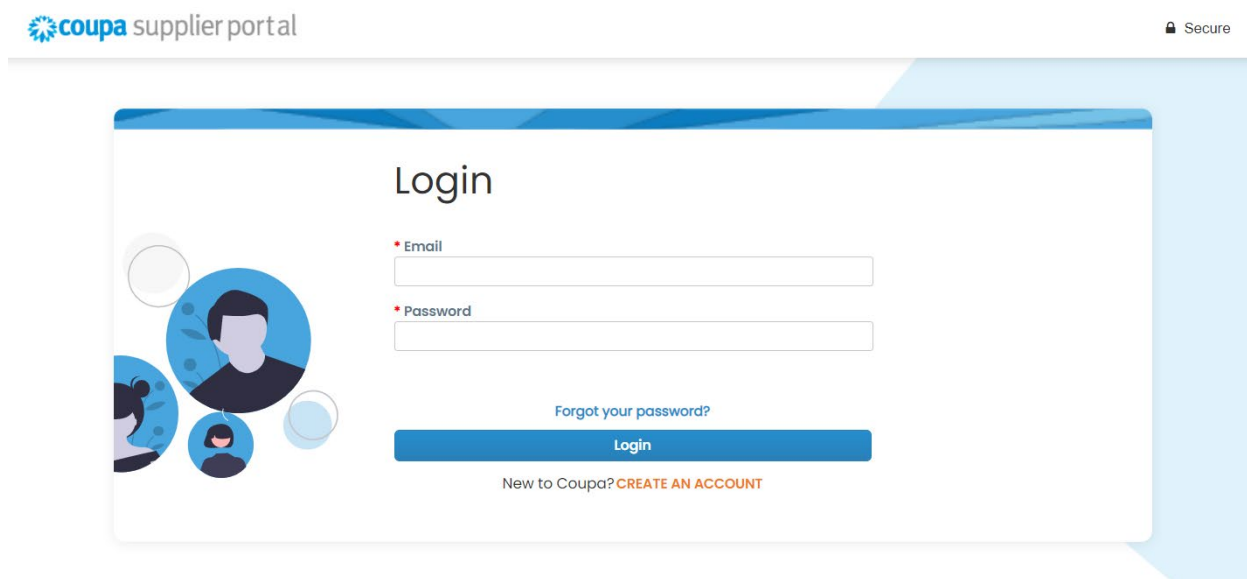 coupa supplier portal
Secure
Login
* Email
* Password
Forgot your password?
Login
New to Coupa? CREATE AN ACCOUNT